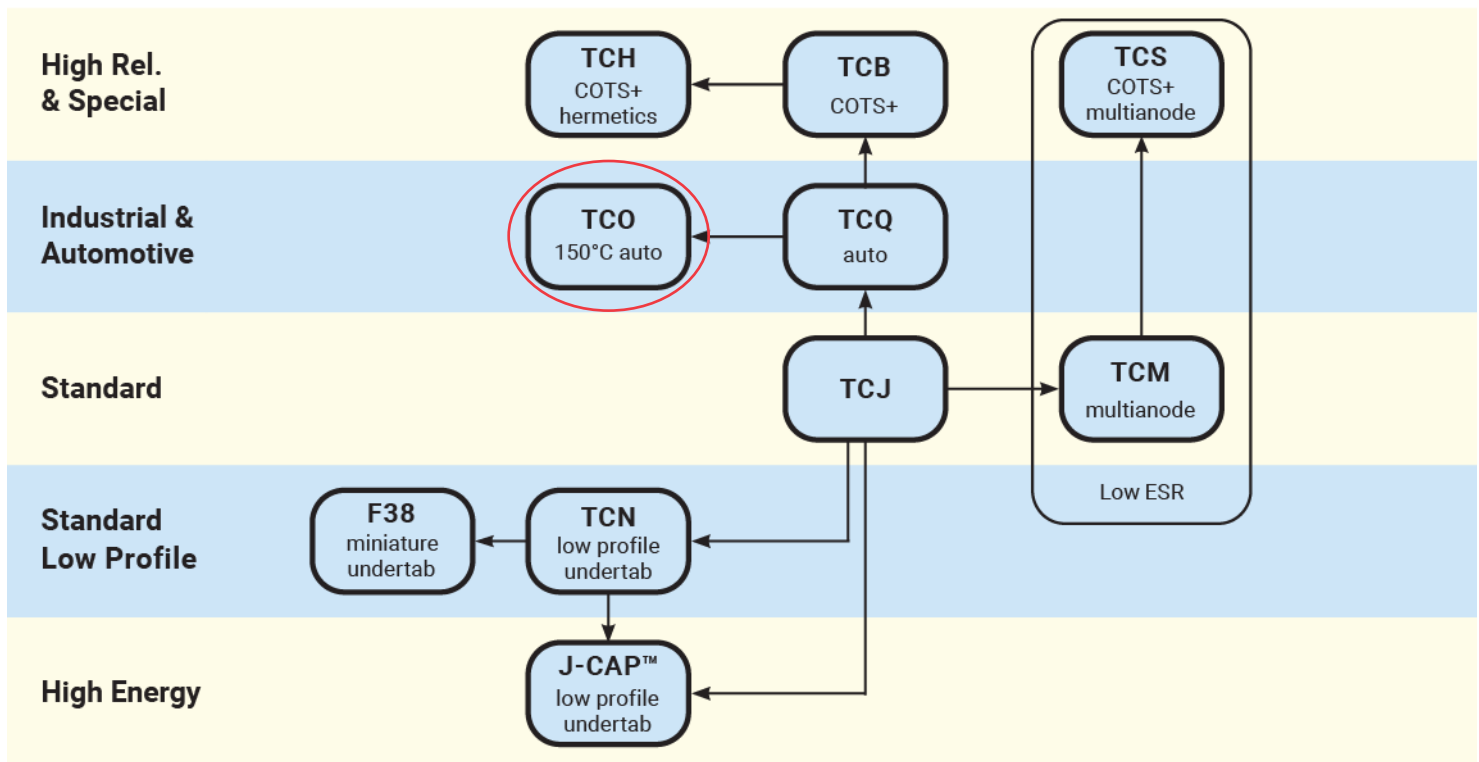 High Rel.
& Special
TCH
COTS+
hermetics
TCB
COTS+
TCS
COTS+
multianode
Industrial &
Automotive
TCO
150°C auto
TCQ
auto
Standard
TCJ
TCM
multianode
Low ESR
Standard
Low Profile
F38
miniature
undertab
TCN
low profile
undertab
High Energy
J-CAP™
low profile
undertab